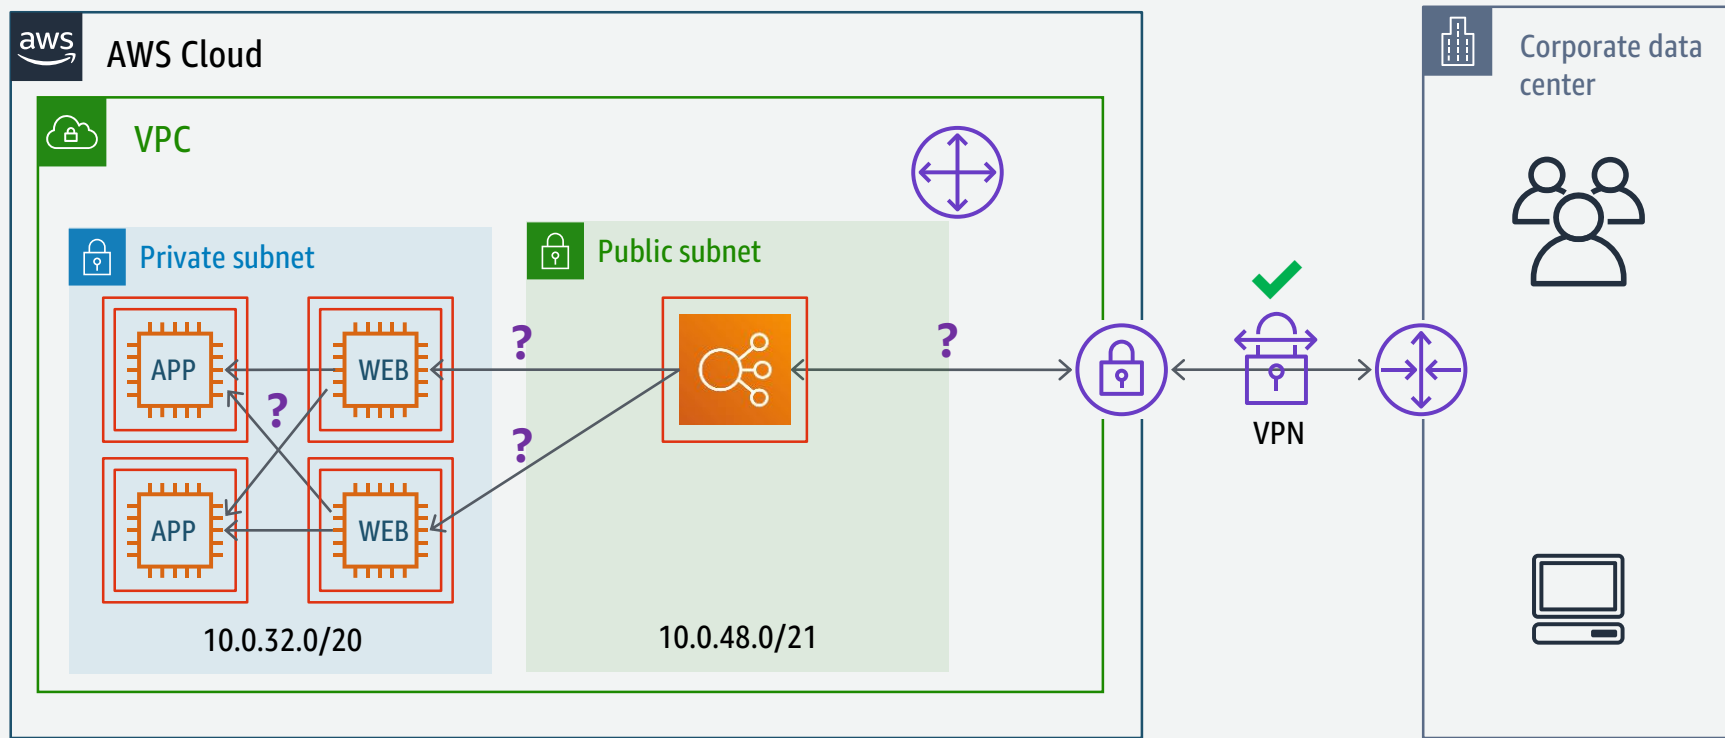 aws
AWS Cloud
Corporate data
center
VPC
Private subnet
Public subnet
?
?
APP
WEB
?
?
VPN
APP
WEB
10.0.32.0/20
10.0.48.0/21